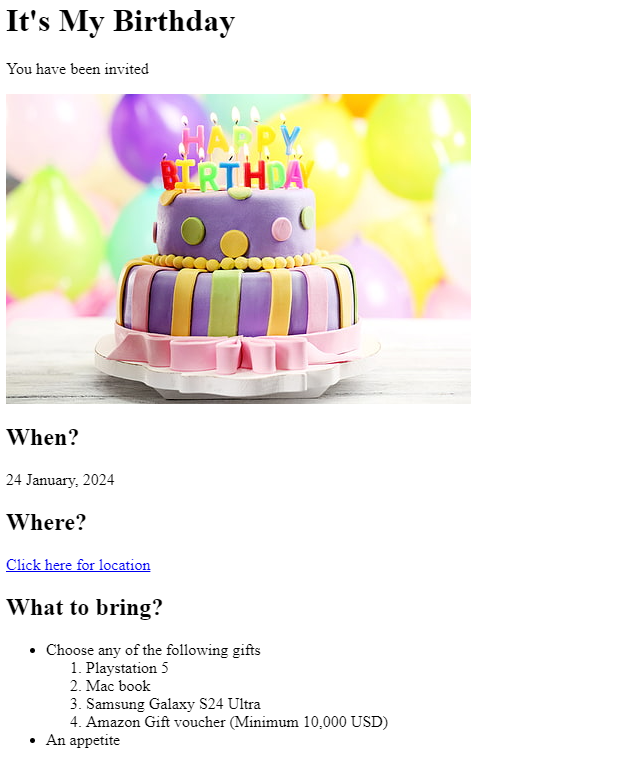 It's My Birthday
You have been invited
HAPPY
BIRTHDAY
When?
24 January, 2024
Where?
Click here for location
What to bring?
• Choose any of the following gifts
1. Playstation 5
2. Mac book
3. Samsung Galaxy S24 Ultra
4. Amazon Gift voucher (Minimum 10,000 USD)
• An appetite